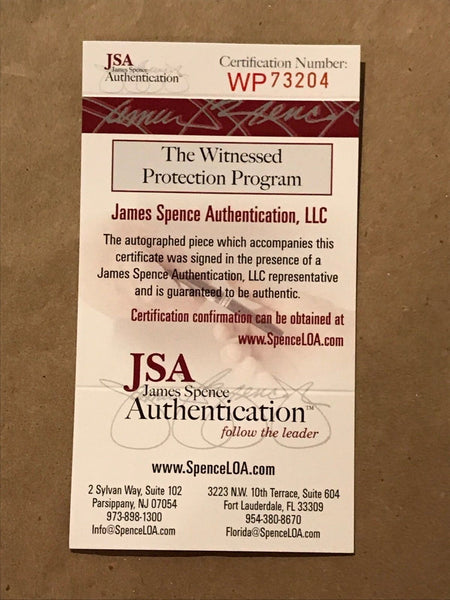 JSA
James Spence
Authentication
Certification Number:
WP73204
James Spence
The Witnessed
Protection Program
James Spence Authentication, LLC
The autographed piece which accompanies this
certificate was signed in the presence of a
James Spence Authentication, LLC representative
and is guaranteed to be authentic.
Certification confirmation can be obtained at
www.SpenceLOA.com
JSA
James Spence
Authentication™
follow the leader
www.SpenceLOA.com
2 Sylvan Way, Suite 102
Parsippany, NJ 07054
973-898-1300
Info@SpenceLOA.com
3223 N.W. 10th Terrace, Suite 604
Fort Lauderdale, FL 33309
954-380-8670
Florida@SpenceLOA.com